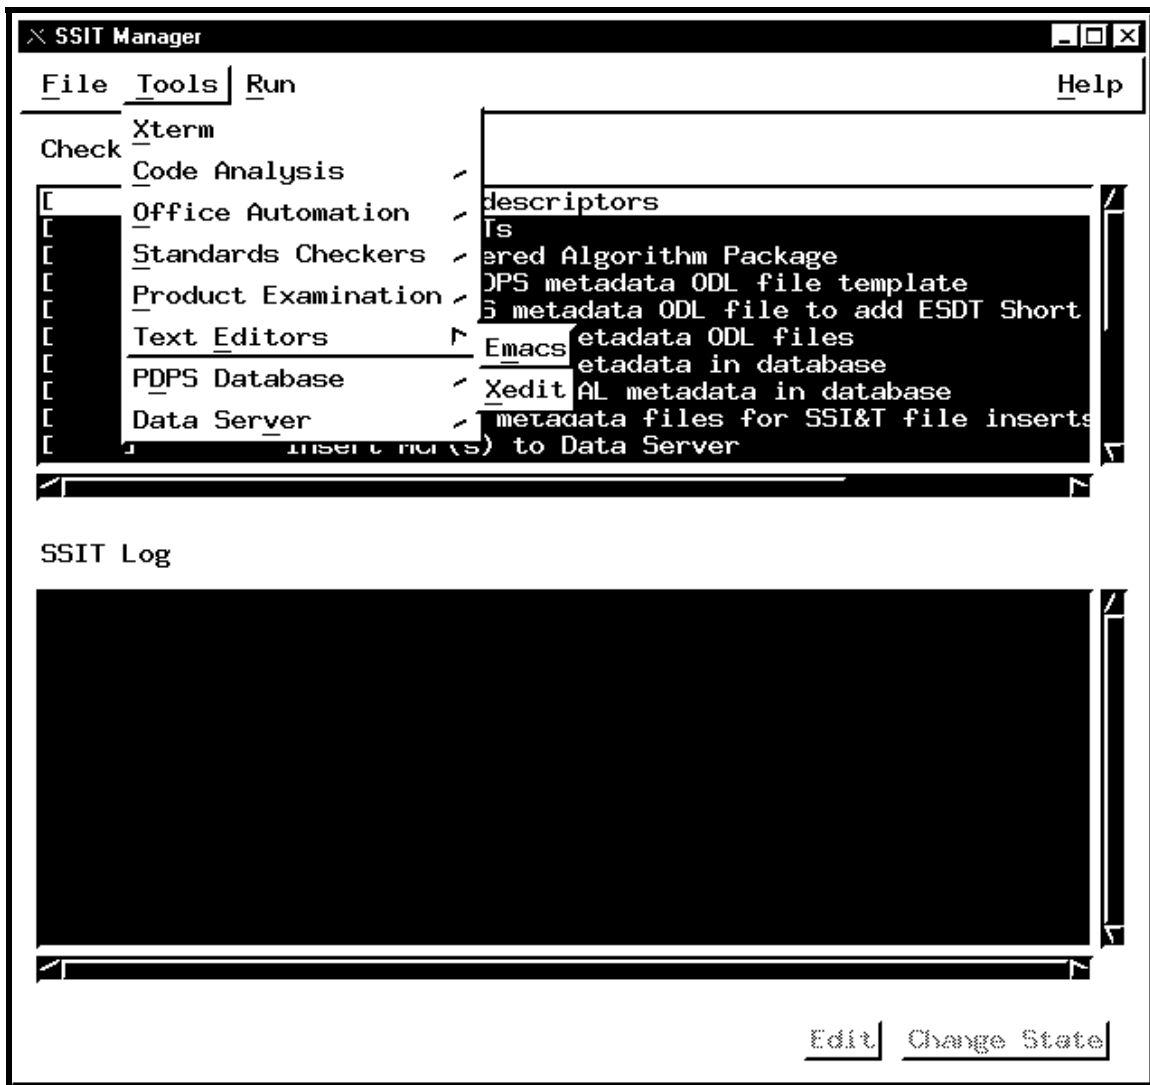 SSIT Manager
File Tools Run Help
Xterm
Check
Code Analysis
Office Automation
Standards Checkers
Product Examination
Text Editors
PDPS Database
Data Server
Emacs
Xedit
[ descriptors
[ Ts
[ ered Algorithm Package
[ DPS metadata ODL file template
[ S metadata ODL file to add ESDT Short
[ etadata ODL files
[ etadata in database
[ AL metadata in database
[ metadata files for SSI&T file inserts
[ ] Insert MCF(s) to Data Server
SSIT Log
Edit Change State